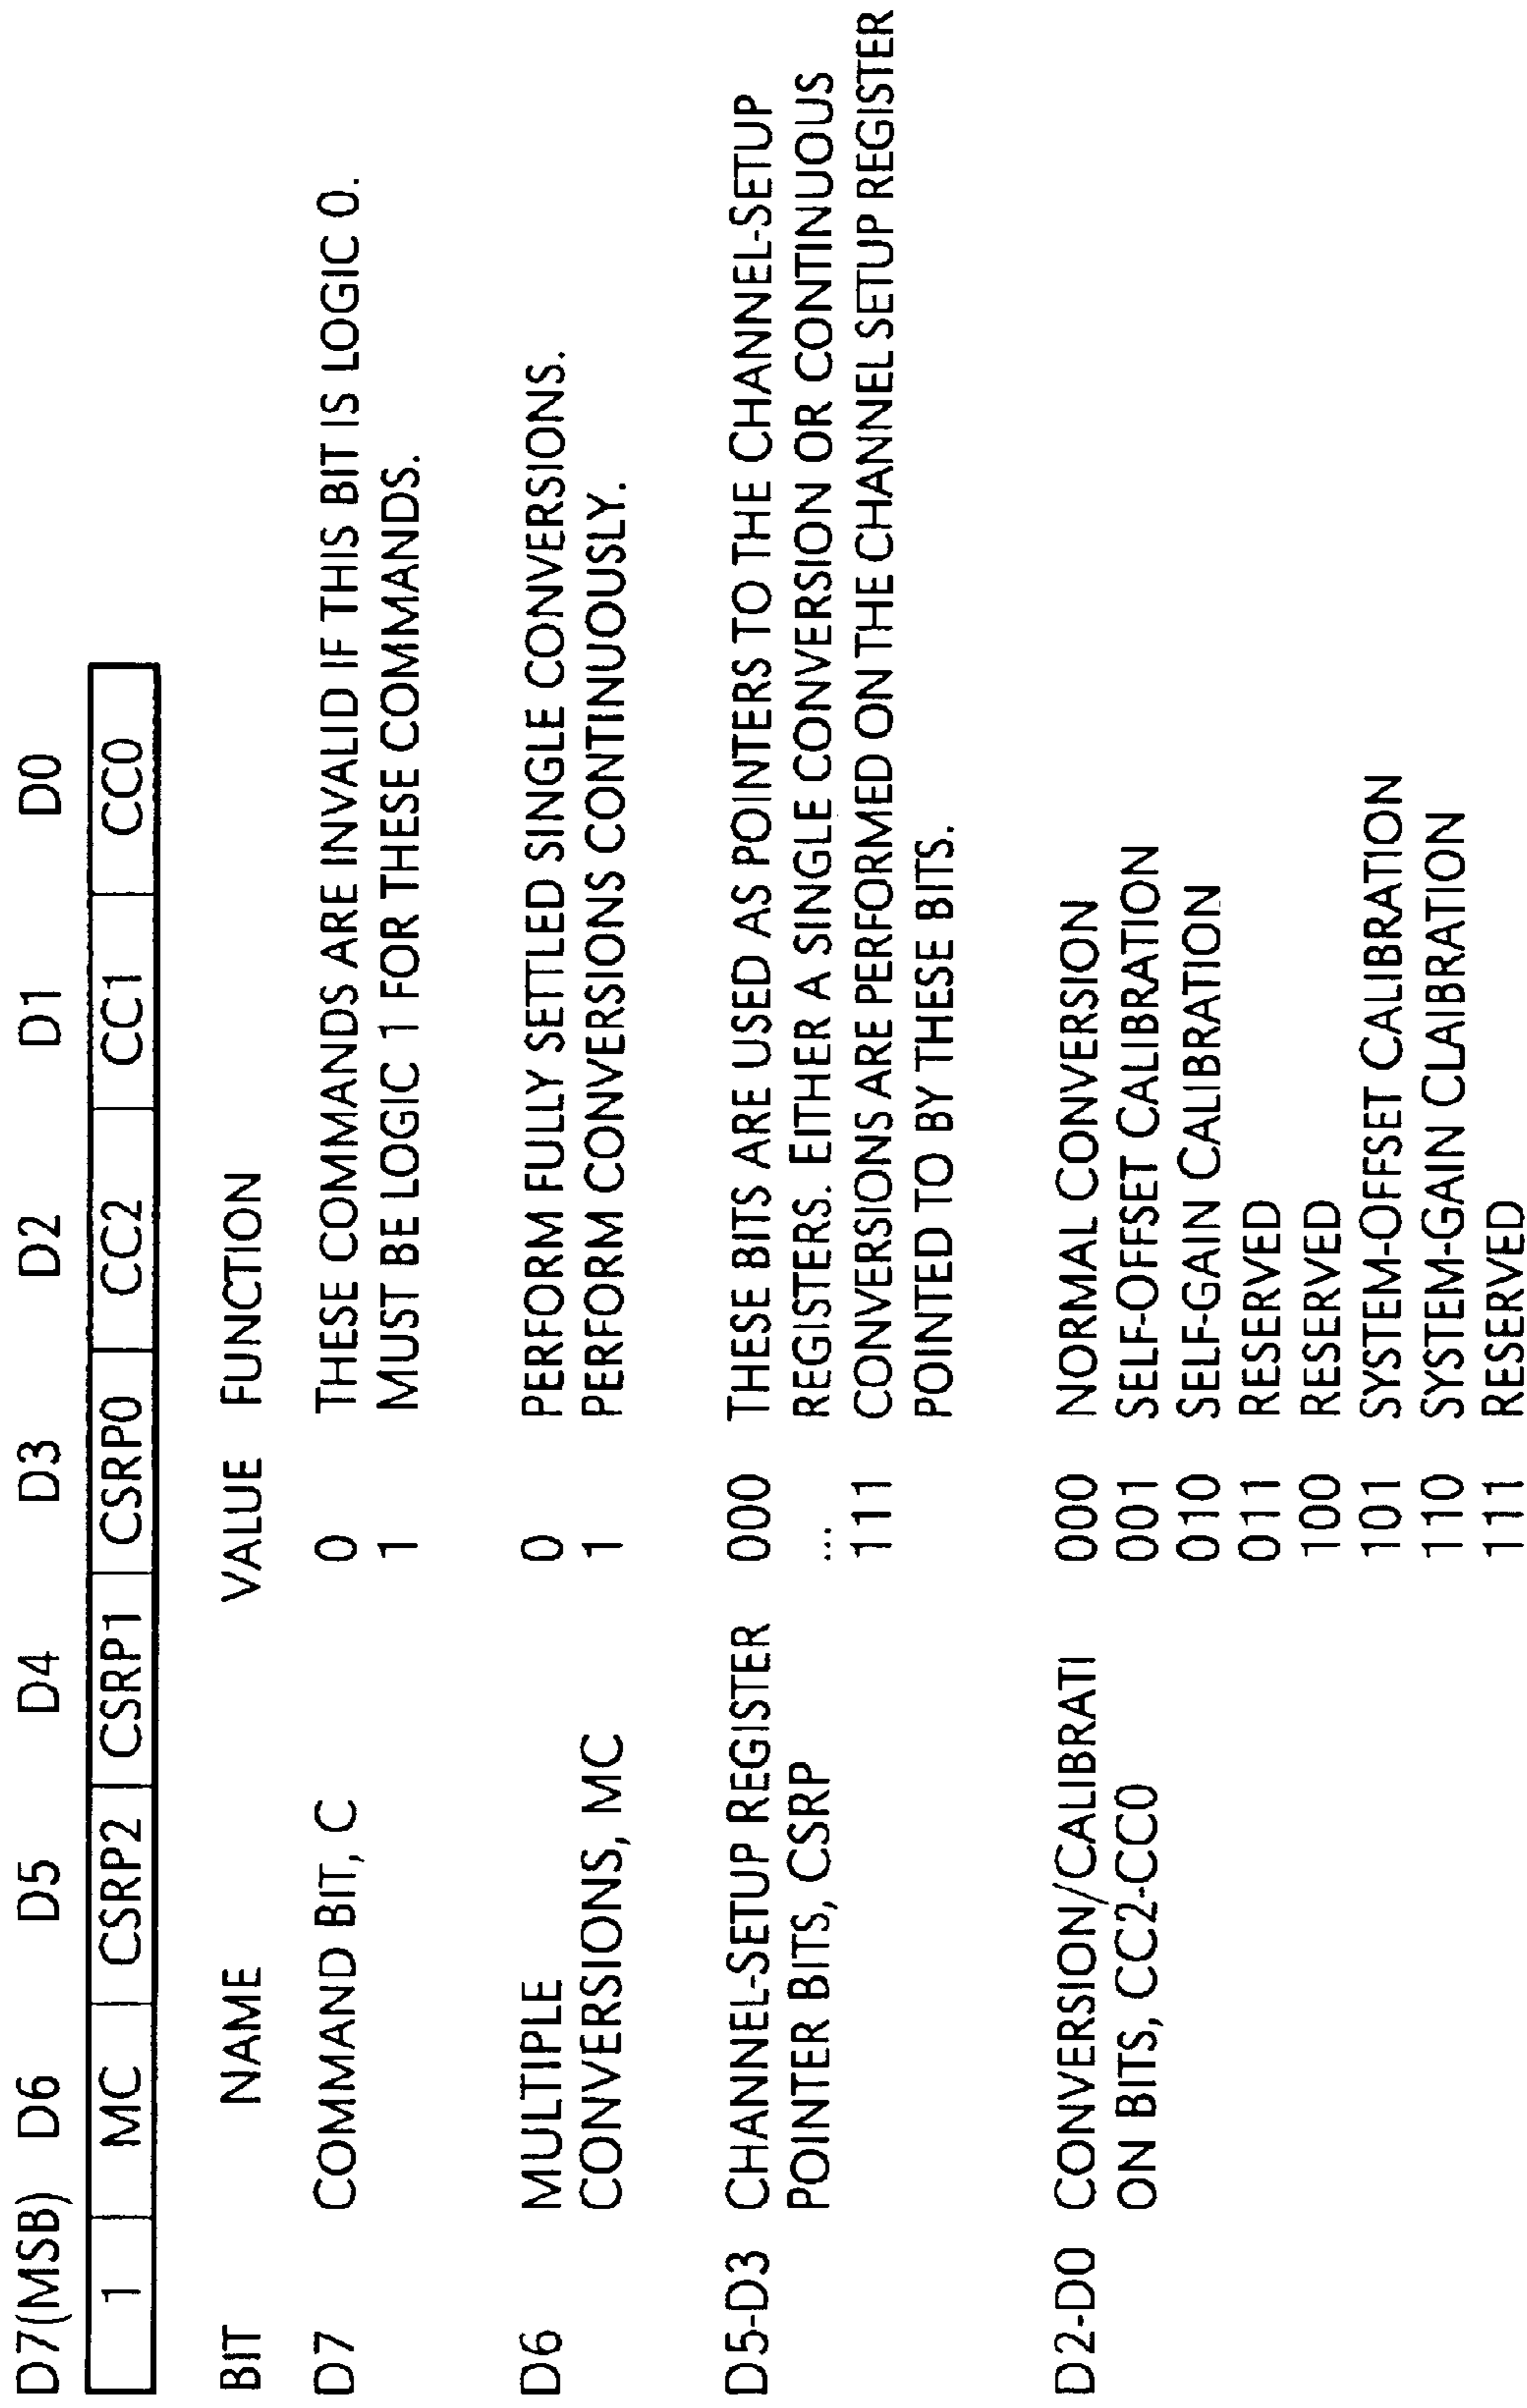 D7(MSB) D6 D5 D4 D3 D2 D1 D0
1 MC CSRP2 CSRP1 CSRP0 CC2 CC1 CC0
BIT NAME VALUE FUNCTION
D7 COMMAND BIT, C 0 THESE COMMANDS ARE INVALID IF THIS BIT IS LOGIC 0.
1 MUST BE LOGIC 1 FOR THESE COMMANDS.
D6 MULTIPLE 0 PERFORM FULLY SETTLED SINGLE CONVERSIONS.
CONVERSIONS, MC 1 PERFORM CONVERSIONS CONTINUOUSLY.
D5-D3 CHANNEL-SETUP REGISTER 000 THESE BITS ARE USED AS POINTERS TO THE CHANNEL-SETUP
POINTER BITS, CSRP ... REGISTERS. EITHER A SINGLE CONVERSION OR CONTINUOUS
111 CONVERSIONS ARE PERFORMED ON THE CHANNEL SETUP REGISTER
POINTED TO BY THESE BITS.
D2-D0 CONVERSION/CALIBRATI 000 NORMAL CONVERSION
ON BITS, CC2-CC0 001 SELF-OFFSET CALIBRATION
010 SELF-GAIN CALIBRATION
011 RESERVED
100 RESERVED
101 SYSTEM-OFFSET CALIBRATION
110 SYSTEM-GAIN CLAIBRATION
111 RESERVED